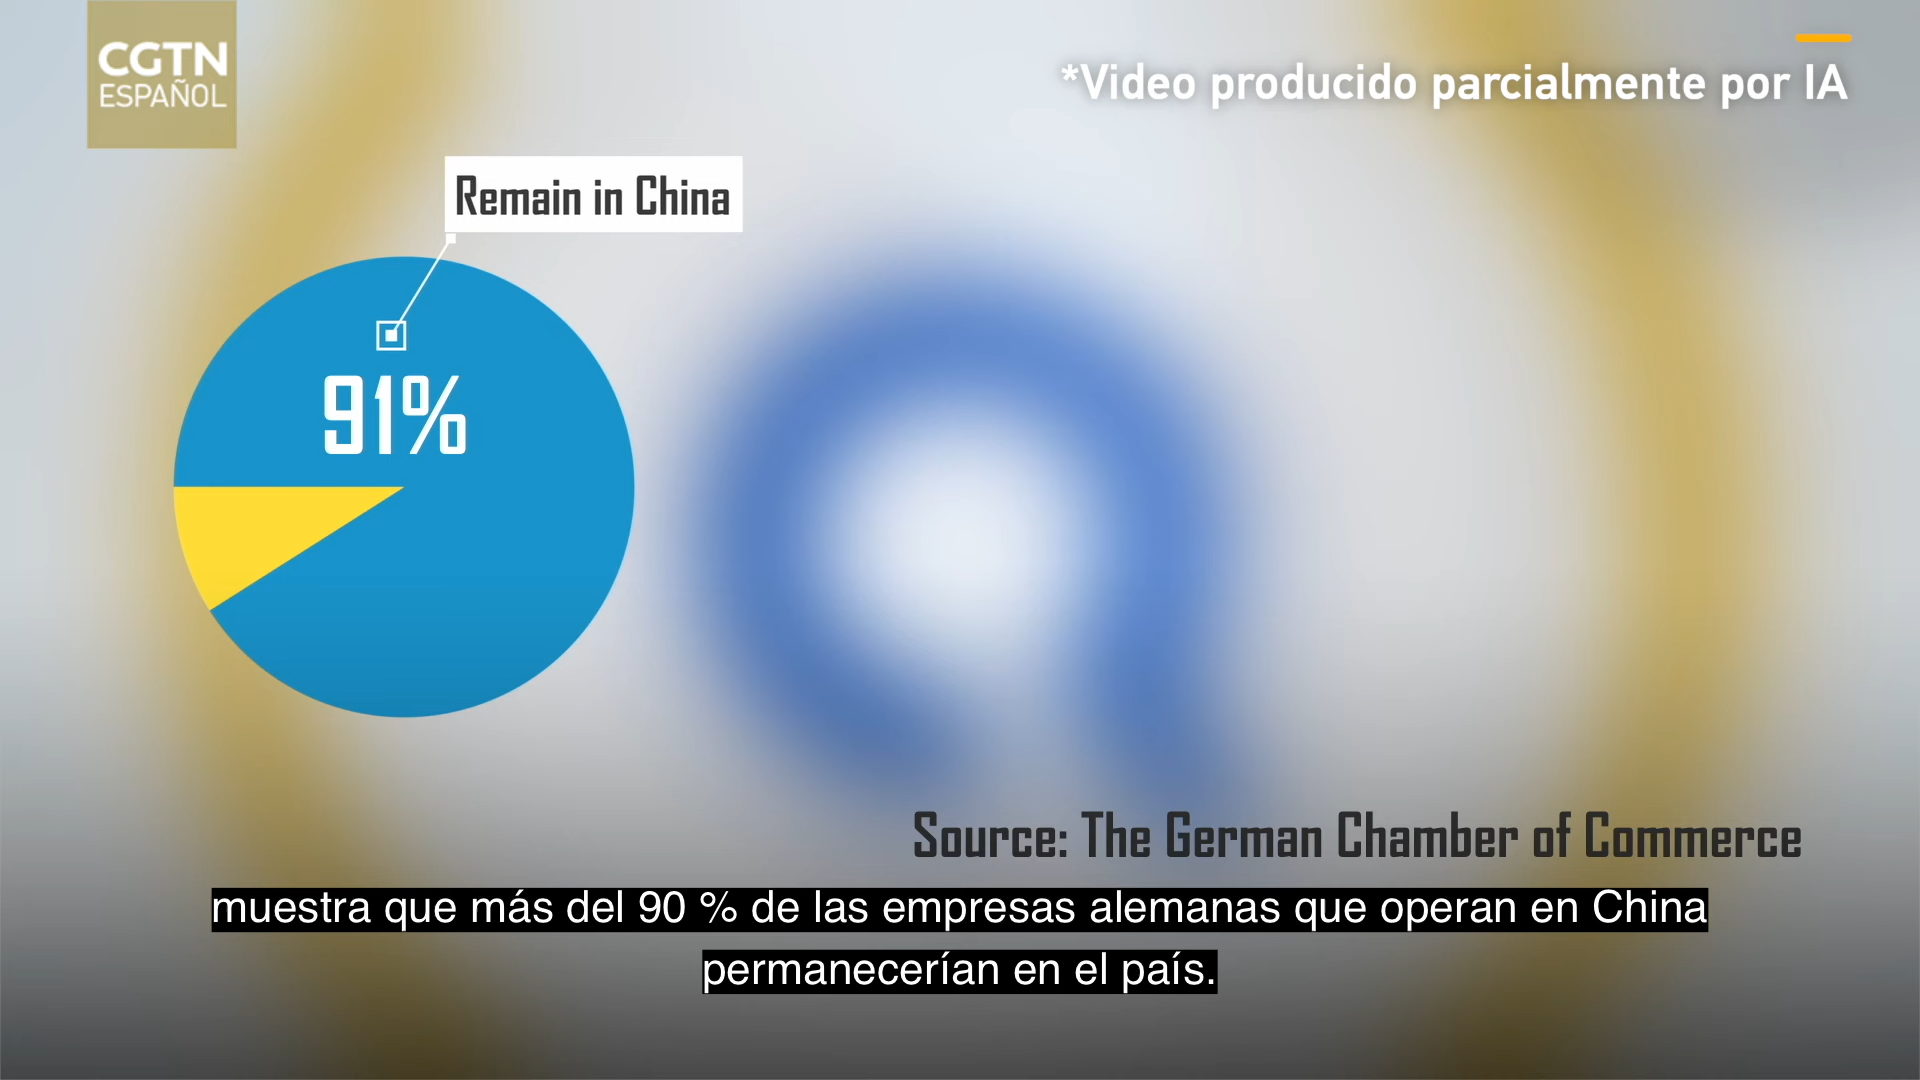 CGTN
ESPAÑOL
*Video producido parcialmente por IA
Remain in China
91%
Source: The German Chamber of Commerce
muestra que más del 90 % de las empresas alemanas que operan en China
permanecerían en el país.